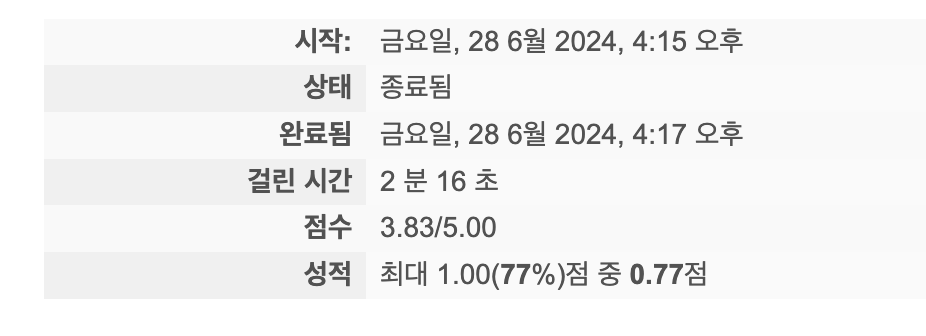 시작: 금요일, 28 6월 2024, 4:15 오후
상태 종료됨
완료됨 금요일, 28 6월 2024, 4:17 오후
걸린 시간 2 분 16 초
점수 3.83/5.00
성적 최대 1.00(77%)점 중 0.77점